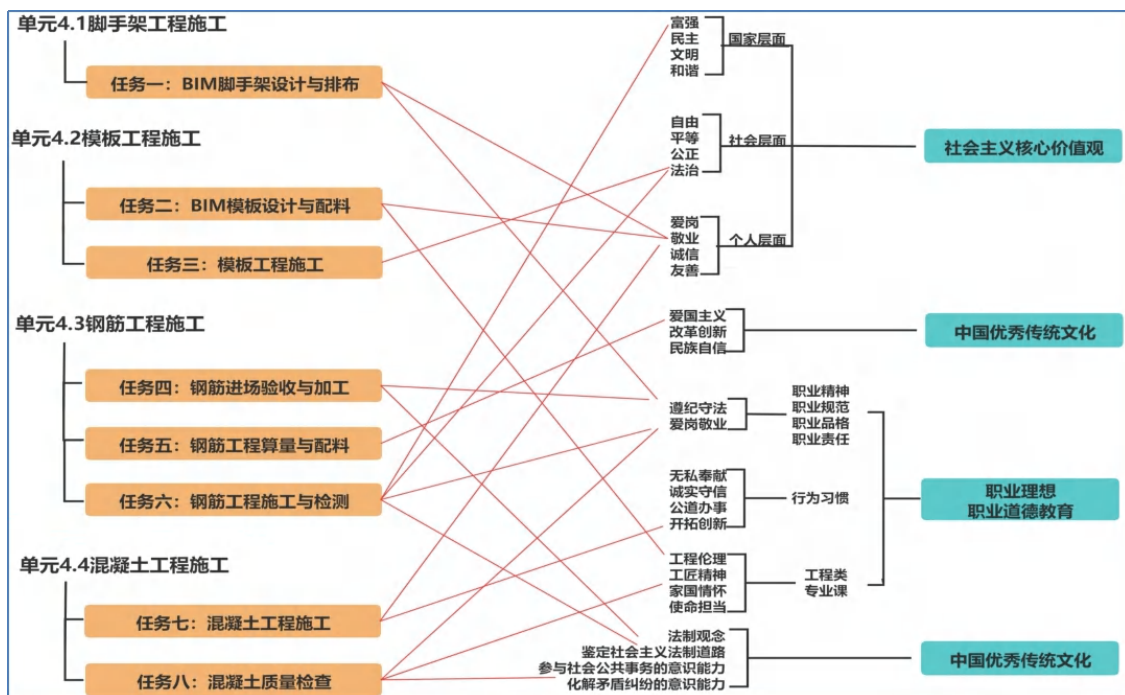 单元4.1脚手架工程施工
任务一：BIM脚手架设计与排布
单元4.2模板工程施工
任务二：BIM模板设计与配料
任务三：模板工程施工
单元4.3钢筋工程施工
任务四：钢筋进场验收与加工
任务五：钢筋工程算量与配料
任务六：钢筋工程施工与检测
单元4.4混凝土工程施工
任务七：混凝土工程施工
任务八：混凝土质量检查
富强
民主
文明
和谐
国家层面
自由
平等
公正
法治
社会层面
爱岗
敬业
诚信
友善
个人层面
社会主义核心价值观
爱国主义
改革创新
民族自信
中国优秀传统文化
遵纪守法
爱岗敬业
职业精神
职业规范
职业品格
职业责任
无私奉献
诚实守信
公道办事
开拓创新
行为习惯
工程伦理
工匠精神
家国情怀
使命担当
工程类
专业课
职业理想
职业道德教育
法制观念
鉴定社会主义法制道路
参与社会公共事务的意识能力
化解矛盾纠纷的意识能力
中国优秀传统文化